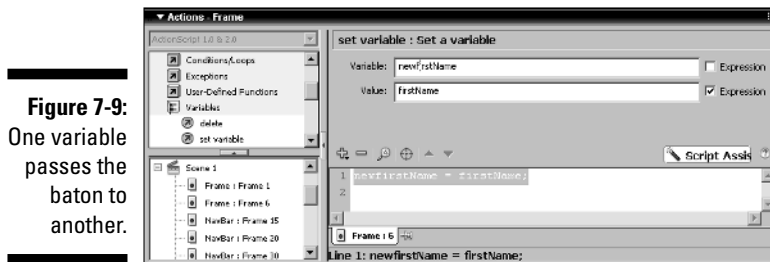 Figure 7-9:
One variable
passes the
baton to
another.
Actions - Frame
ActionScript 1.0 & 2.0
Conditions/Loops
Exceptions
User-Defined Functions
Variables
delete
set variable
Scene 1
Frame : Frame 1
Frame : Frame 6
NavBar : Frame 15
NavBar : Frame 20
NavBar : Frame 30
set variable : Set a variable
Variable: newfirstName Expression
Value: firstName Expression
Script Assis
1 newfirstName = firstName;
2
Frame : 6
Line 1: newfirstName = firstName;